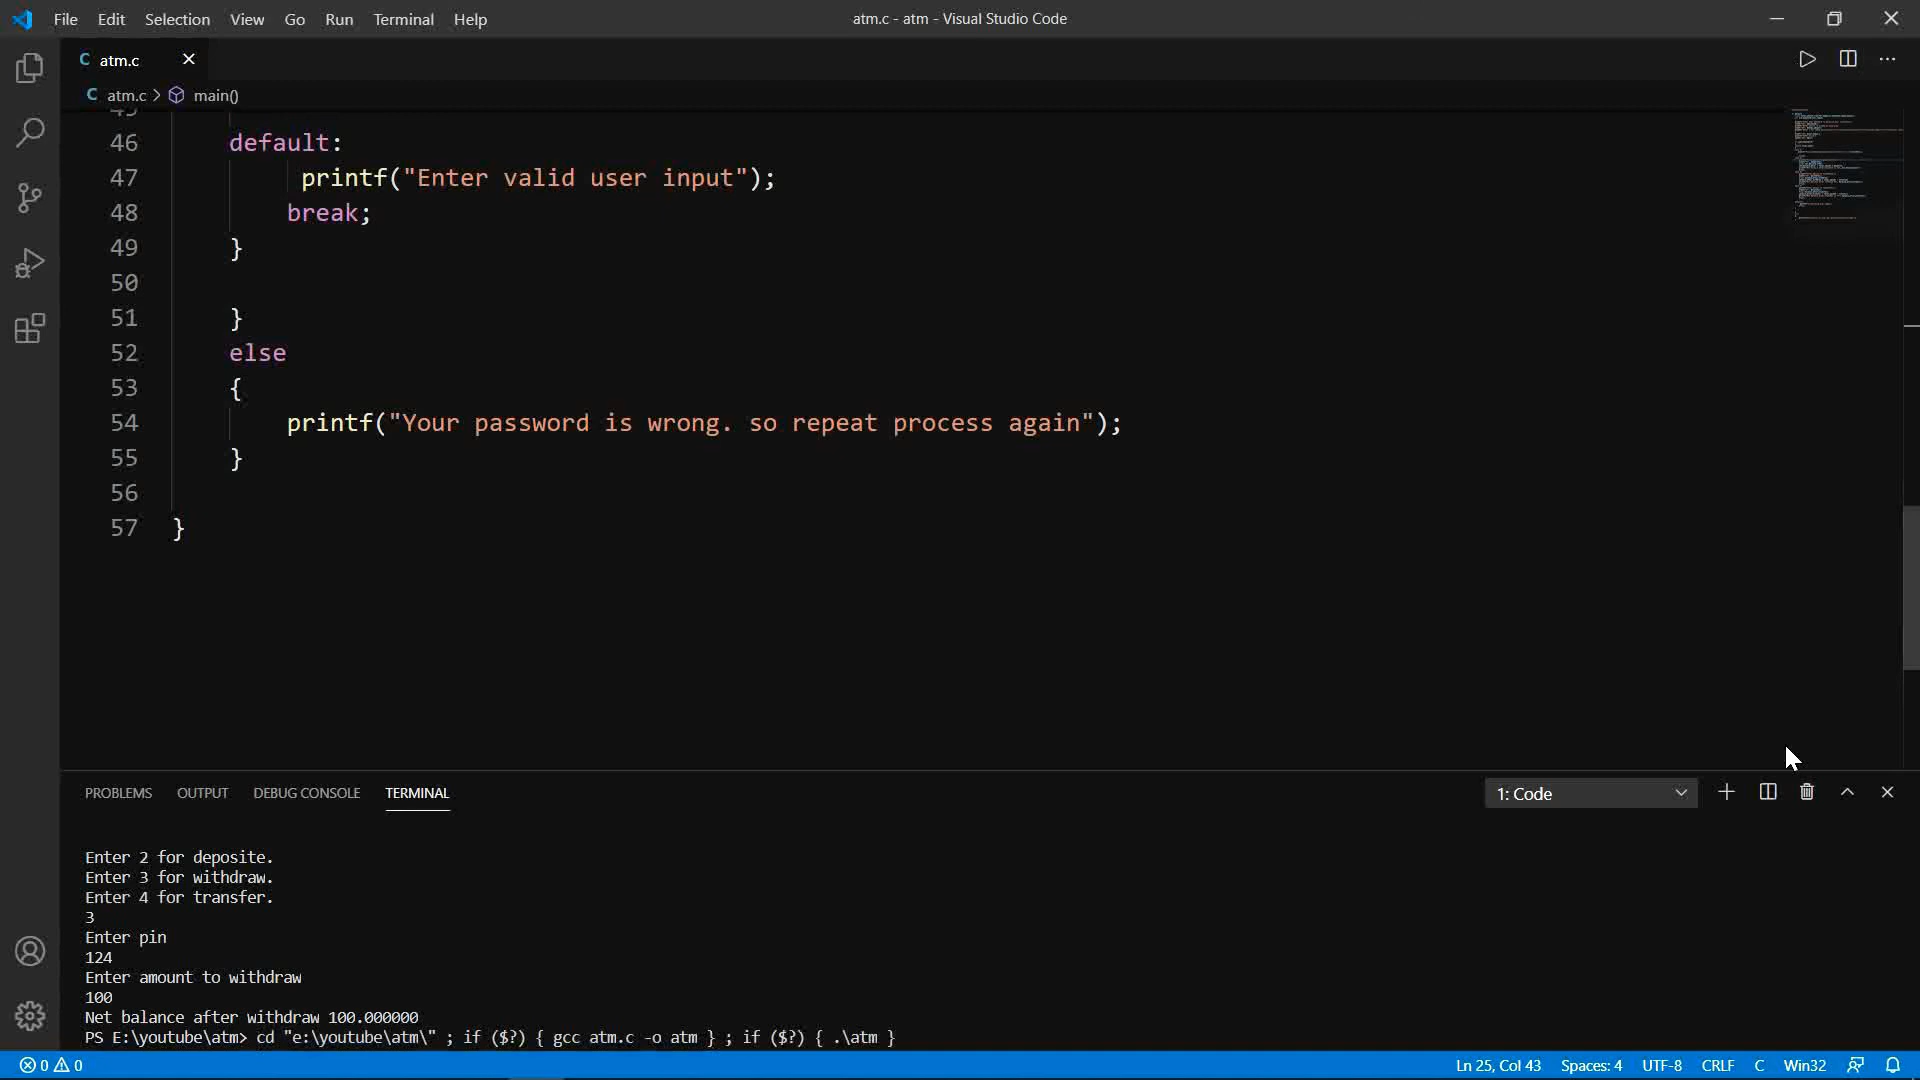 File Edit Selection View Go Run Terminal Help
atm.c - atm - Visual Studio Code
C atm.c
C atm.c > main()
45
46 default:
47 printf("Enter valid user input");
48 break;
49 }
50
51 }
52 else
53 {
54 printf("Your password is wrong. so repeat process again");
55 }
56
57 }
PROBLEMS OUTPUT DEBUG CONSOLE TERMINAL
1: Code
Enter 2 for deposite.
Enter 3 for withdraw.
Enter 4 for transfer.
3
Enter pin
124
Enter amount to withdraw
100
Net balance after withdraw 100.000000
PS E:\youtube\atm> cd "e:\youtube\atm\" ; if ($?) { gcc atm.c -o atm } ; if ($?) { .\atm }
0 0
Ln 25, Col 43 Spaces: 4 UTF-8 CRLF C Win32